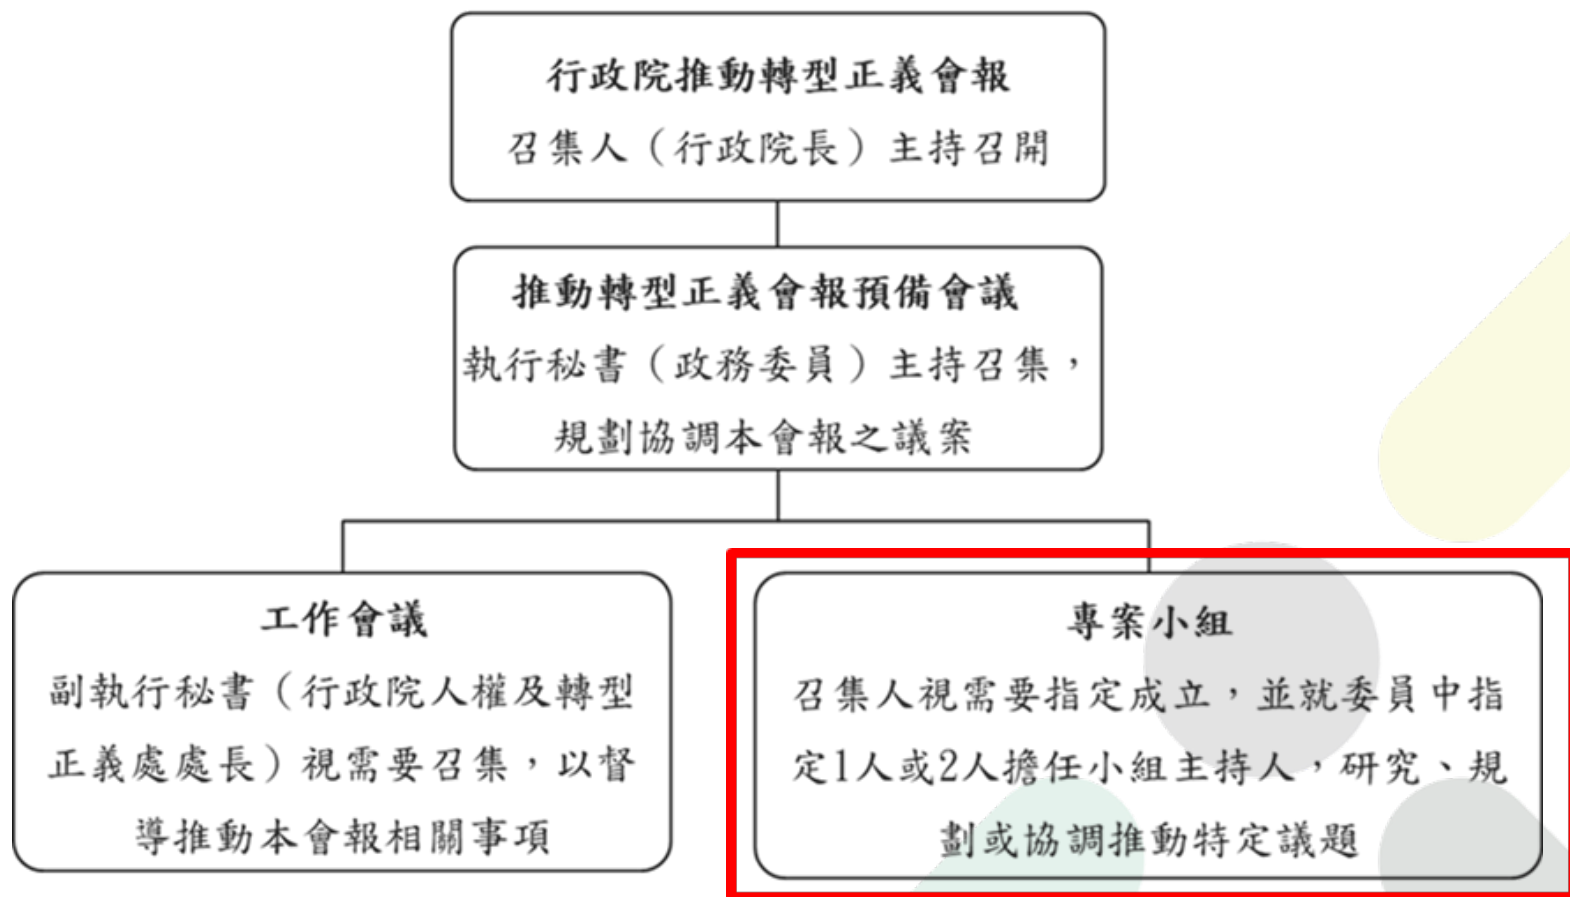 行政院推動轉型正義會報
召集人（行政院長）主持召開
推動轉型正義會報預備會議
執行秘書（政務委員）主持召集，
規劃協調本會報之議案
工作會議
副執行秘書（行政院人權及轉型
正義處處長）視需要召集，以督
導推動本會報相關事項
專案小組
召集人視需要指定成立，並就委員中指
定1人或2人擔任小組主持人，研究、規
劃或協調推動特定議題